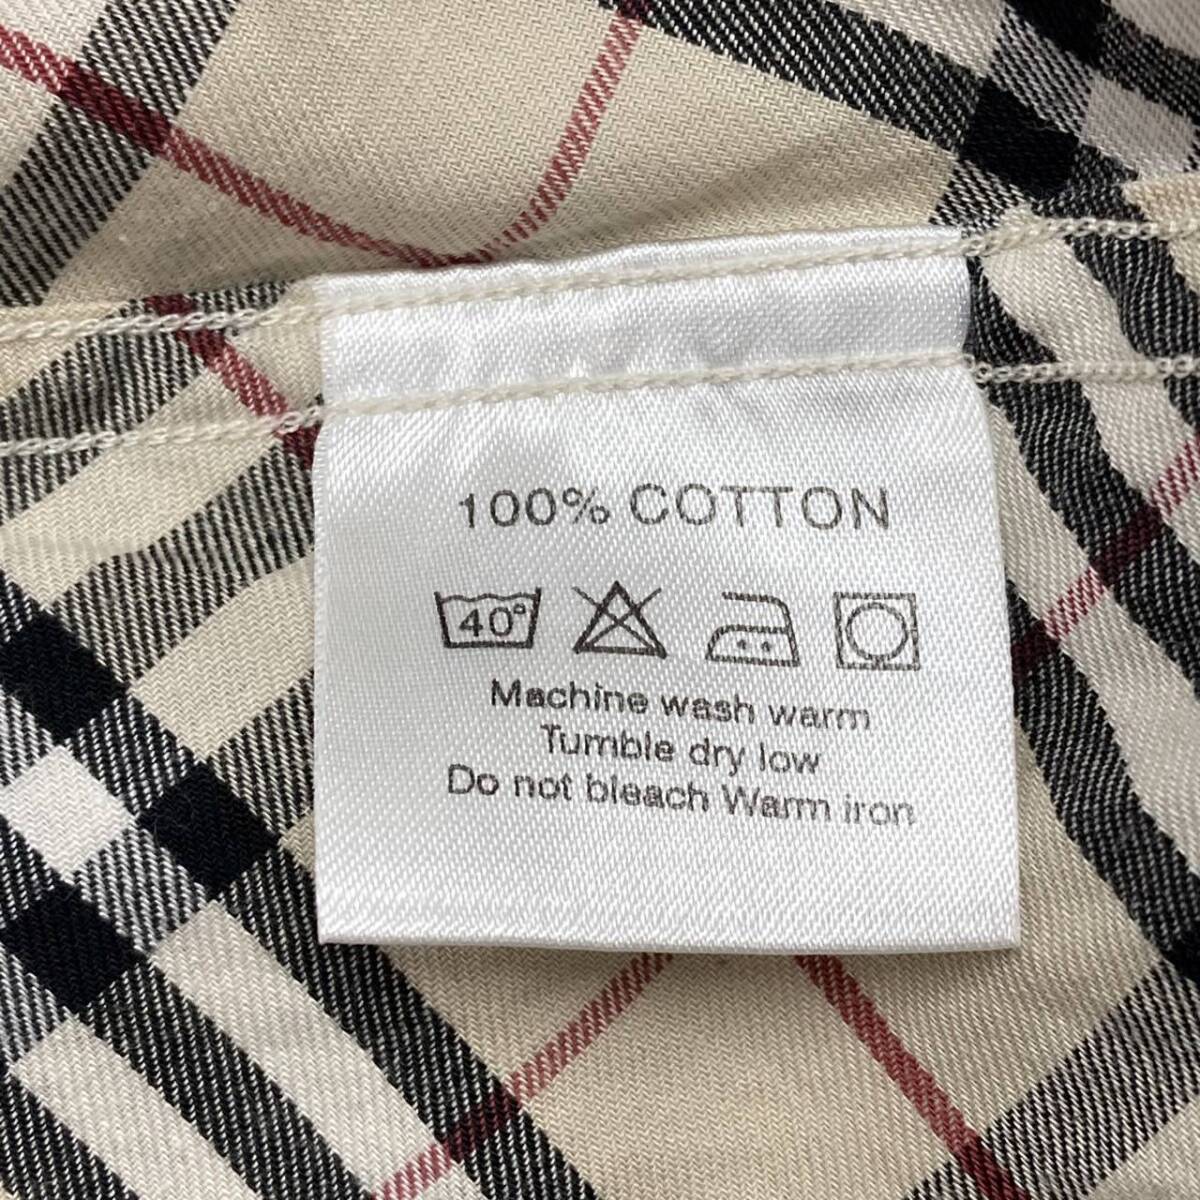 100% COTTON
40°
Machine wash warm
Tumble dry low
Do not bleach Warm iron